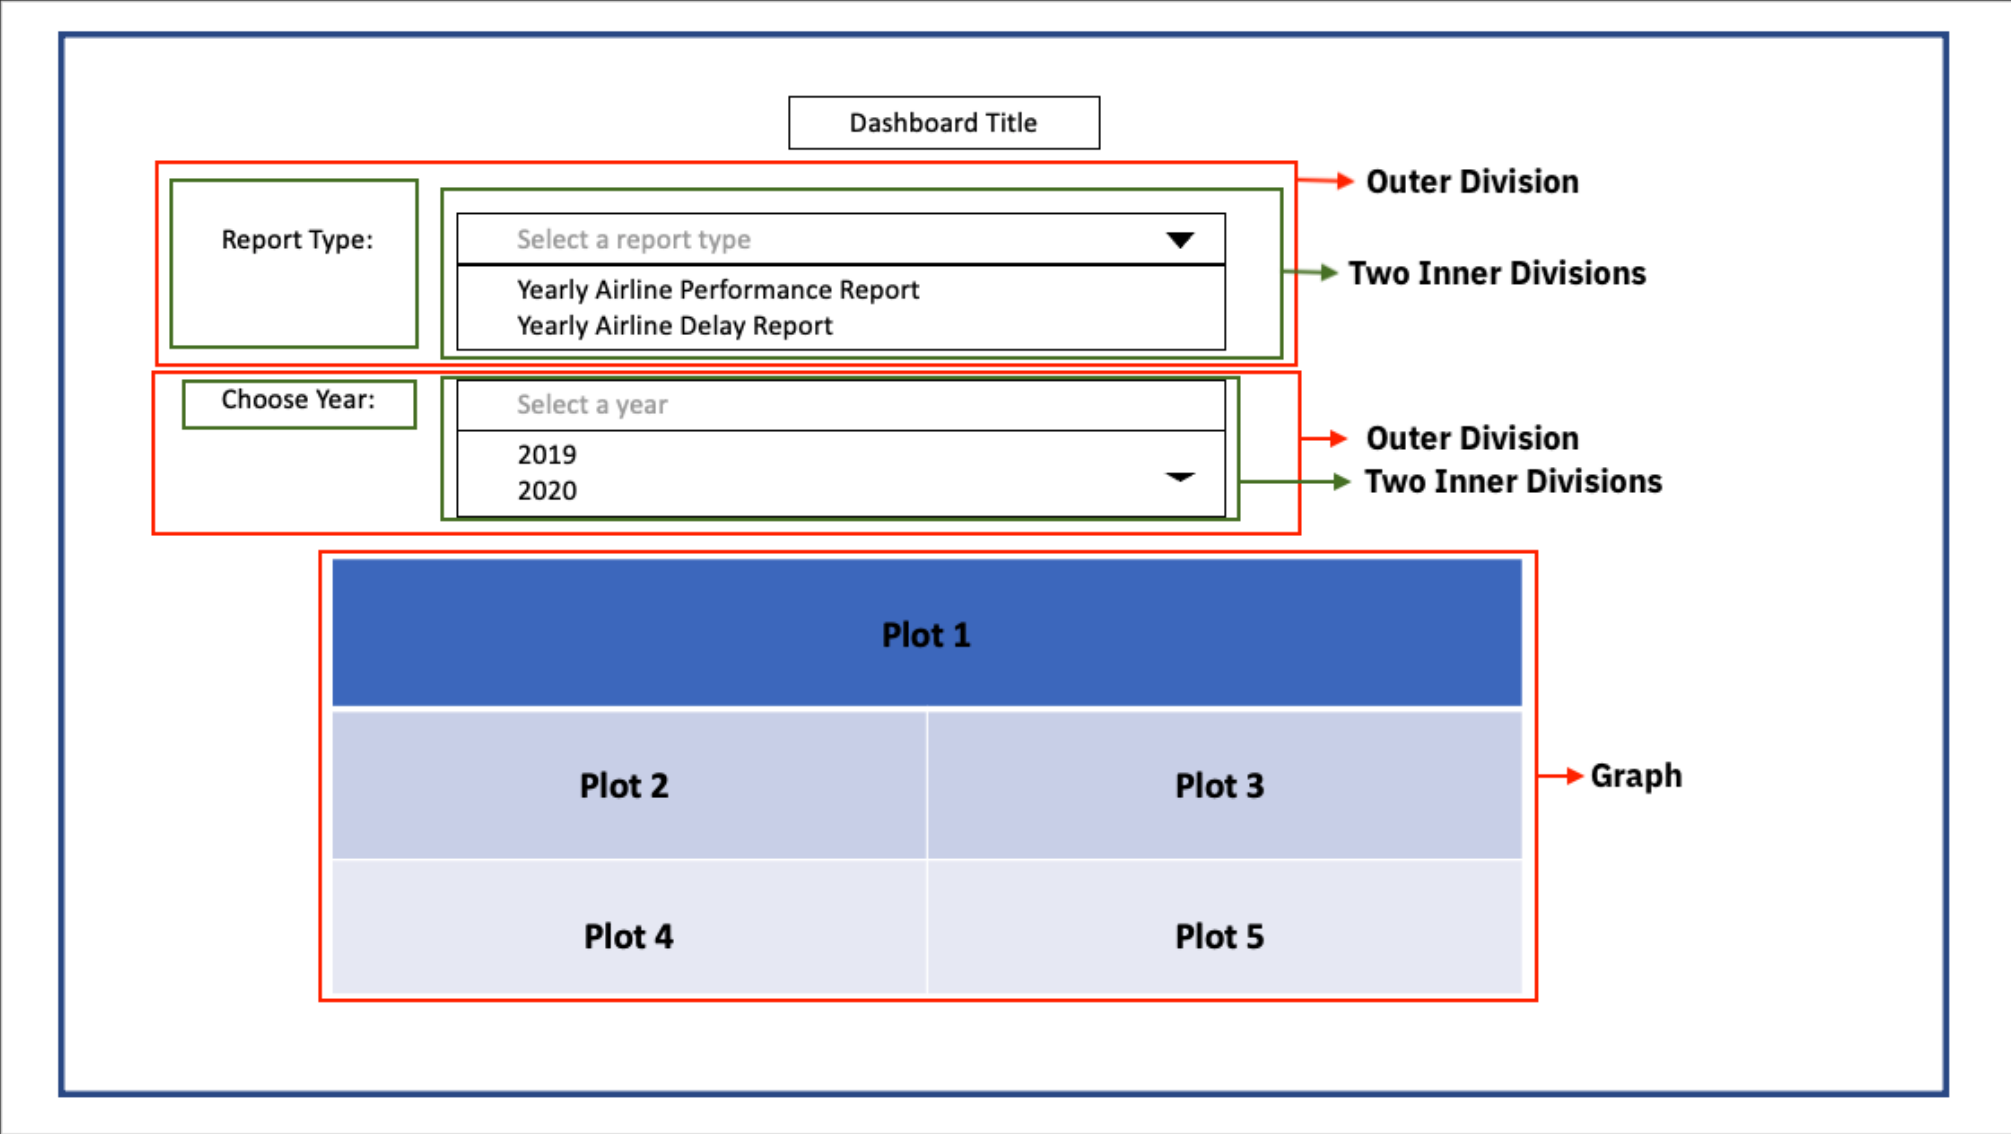 Dashboard Title
Outer Division
Report Type:
Select a report type
Two Inner Divisions
Yearly Airline Performance Report
Yearly Airline Delay Report
Choose Year:
Select a year
Outer Division
2019
2020
Two Inner Divisions
Plot 1
Plot 2
Plot 3
Graph
Plot 4
Plot 5